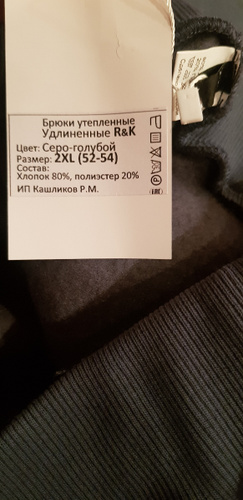 Брюки утепленные
Удлиненные R&K
Цвет: Серо-голубой
Размер: 2XL (52-54)
Состав:
Хлопок 80%, полиэстер 20%
ИП Кашликов Р.М.